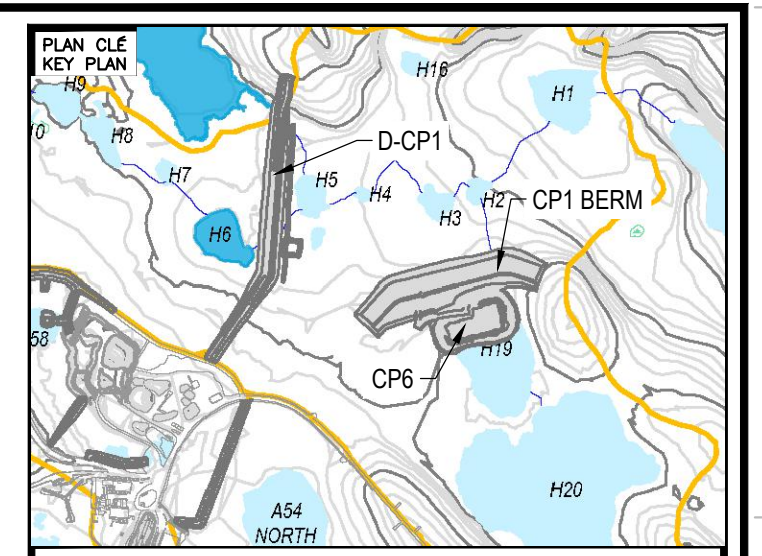 PLAN CLÉ
KEY PLAN
H9
H16
H1
10
H8
D-CP1
H7
H5
H4
H2
H3
CP1 BERM
H6
58
H19
CP6
H20
A54
NORTH